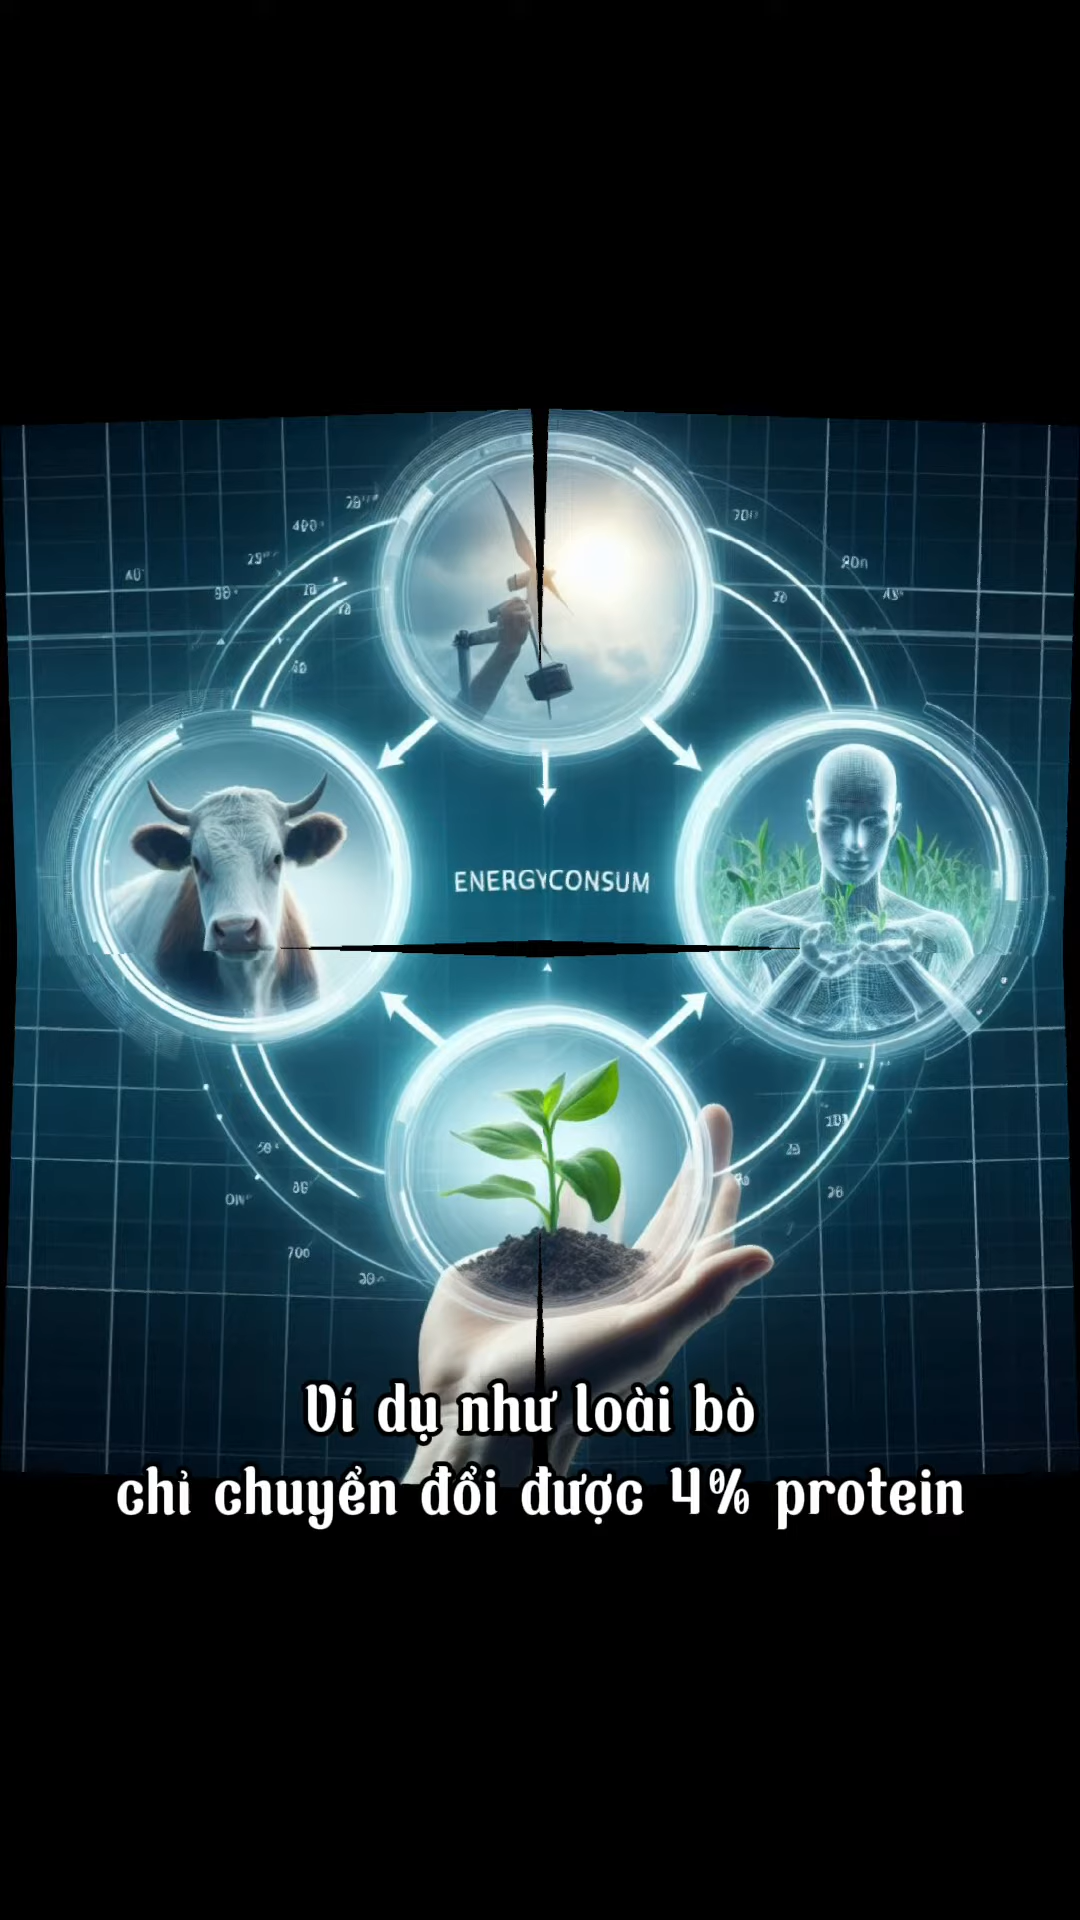 ENERGYCONSUM
Ví dụ như loài bò
chỉ chuyển đổi được 4% protein